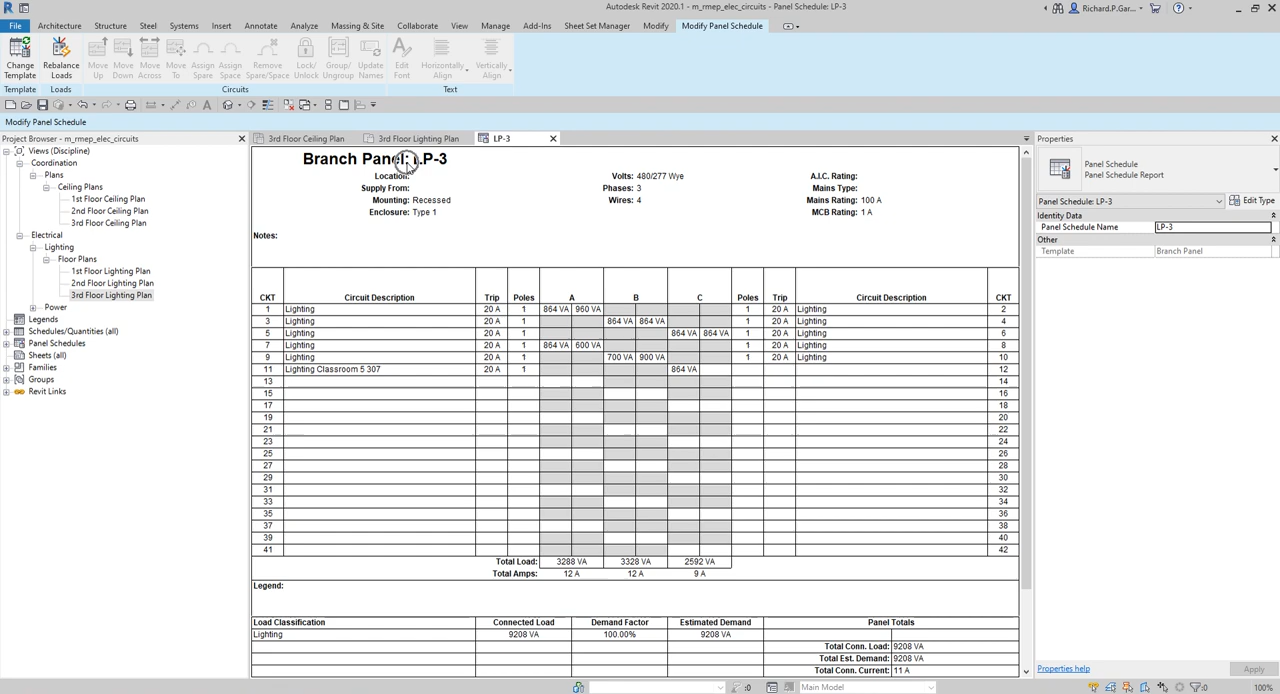 Autodesk Revit 2020.1 - m_rmep_elec_circuits - Panel Schedule: LP-3
Richard.P.Gar...
File Architecture Structure Steel Systems Insert Annotate Analyze Massing & Site Collaborate View Manage Add-Ins Sheet Set Manager Modify Modify Panel Schedule
Change Template Rebalance Loads Move Up Move Down Move Across Move To Assign Spare Assign Space Remove Spare/Space Lock/ Unlock Group/ Ungroup Update Names Edit Font Horizontally Align Vertically Align
Template Loads Circuits Text
Modify Panel Schedule
Project Browser - m_rmep_elec_circuits
Views (Discipline)
Coordination
Plans
Ceiling Plans
1st Floor Ceiling Plan
2nd Floor Ceiling Plan
3rd Floor Ceiling Plan
Electrical
Lighting
Floor Plans
1st Floor Lighting Plan
2nd Floor Lighting Plan
3rd Floor Lighting Plan
Power
Legends
Schedules/Quantities (all)
Panel Schedules
Sheets (all)
Families
Groups
Revit Links
3rd Floor Ceiling Plan 3rd Floor Lighting Plan LP-3
Branch Panel: LP-3
Location: Volts: 480/277 Wye A.I.C. Rating:
Supply From: Phases: 3 Mains Type:
Mounting: Recessed Wires: 4 Mains Rating: 100 A
Enclosure: Type 1 MCB Rating: 1 A
Notes:
CKT Circuit Description Trip Poles A B C Poles Trip Circuit Description CKT
1 Lighting 20 A 1 864 VA 960 VA 1 20 A Lighting 2
3 Lighting 20 A 1 864 VA 864 VA 1 20 A Lighting 4
5 Lighting 20 A 1 864 VA 864 VA 1 20 A Lighting 6
7 Lighting 20 A 1 864 VA 600 VA 1 20 A Lighting 8
9 Lighting 20 A 1 700 VA 900 VA 1 20 A Lighting 10
11 Lighting Classroom 5 307 20 A 1 864 VA 12
13 14
15 16
17 18
19 20
21 22
23 24
25 26
27 28
29 30
31 32
33 34
35 36
37 38
39 40
41 42
Total Load: 3288 VA 3328 VA 2592 VA
Total Amps: 12 A 12 A 9 A
Legend:
Load Classification Connected Load Demand Factor Estimated Demand Panel Totals
Lighting 9208 VA 100.00% 9208 VA
Total Conn. Load: 9208 VA
Total Est. Demand: 9208 VA
Total Conn. Current: 11 A
Properties
Panel Schedule
Panel Schedule Report
Panel Schedule: LP-3 Edit Type
Identity Data
Panel Schedule Name LP-3
Other
Template Branch Panel
Properties help Apply
:0 Main Model :0 100%